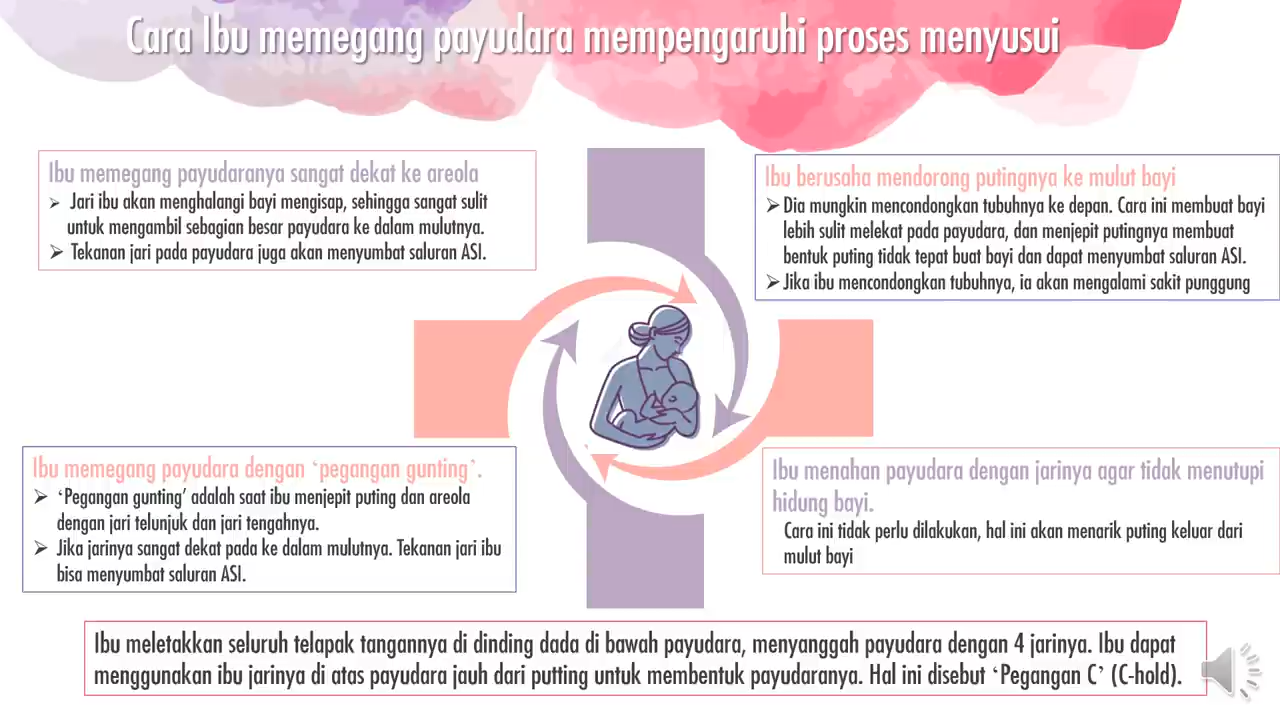 Cara Ibu memegang payudara mempengaruhi proses menyusui
Ibu memegang payudaranya sangat dekat ke areola
➢ Jari ibu akan menghalangi bayi mengisap, sehingga sangat sulit
untuk mengambil sebagian besar payudara ke dalam mulutnya.
➢ Tekanan jari pada payudara juga akan menyumbat saluran ASI.
Ibu berusaha mendorong putingnya ke mulut bayi
➢ Dia mungkin mencondongkan tubuhnya ke depan. Cara ini membuat bayi
lebih sulit melekat pada payudara, dan menjepit putingnya membuat
bentuk puting tidak tepat buat bayi dan dapat menyumbat saluran ASI.
➢ Jika ibu mencondongkan tubuhnya, ia akan mengalami sakit punggung
Ibu memegang payudara dengan ‘pegangan gunting’.
➢ ‘Pegangan gunting’ adalah saat ibu menjepit puting dan areola
dengan jari telunjuk dan jari tengahnya.
➢ Jika jarinya sangat dekat pada ke dalam mulutnya. Tekanan jari ibu
bisa menyumbat saluran ASI.
Ibu menahan payudara dengan jarinya agar tidak menutupi
hidung bayi.
Cara ini tidak perlu dilakukan, hal ini akan menarik puting keluar dari
mulut bayi
Ibu meletakkan seluruh telapak tangannya di dinding dada di bawah payudara, menyanggah payudara dengan 4 jarinya. Ibu dapat
menggunakan ibu jarinya di atas payudara jauh dari putting untuk membentuk payudaranya. Hal ini disebut ‘Pegangan C’ (C-hold).